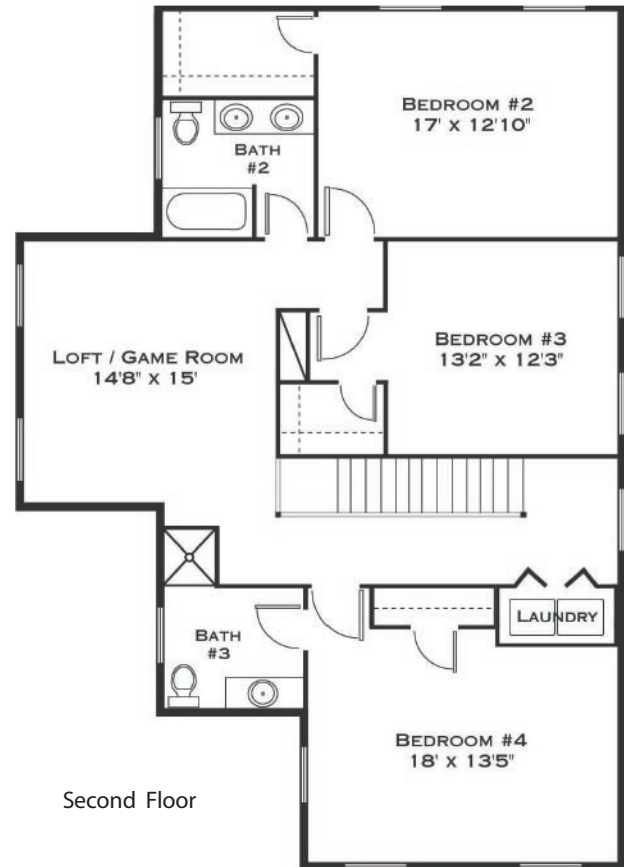 BEDROOM #2
17' X 12'10"
BATH
#2
BEDROOM #3
13'2" X 12'3"
LOFT / GAME ROOM
14'8" X 15'
LAUNDRY
BATH
#3
BEDROOM #4
18' X 13'5"
Second Floor